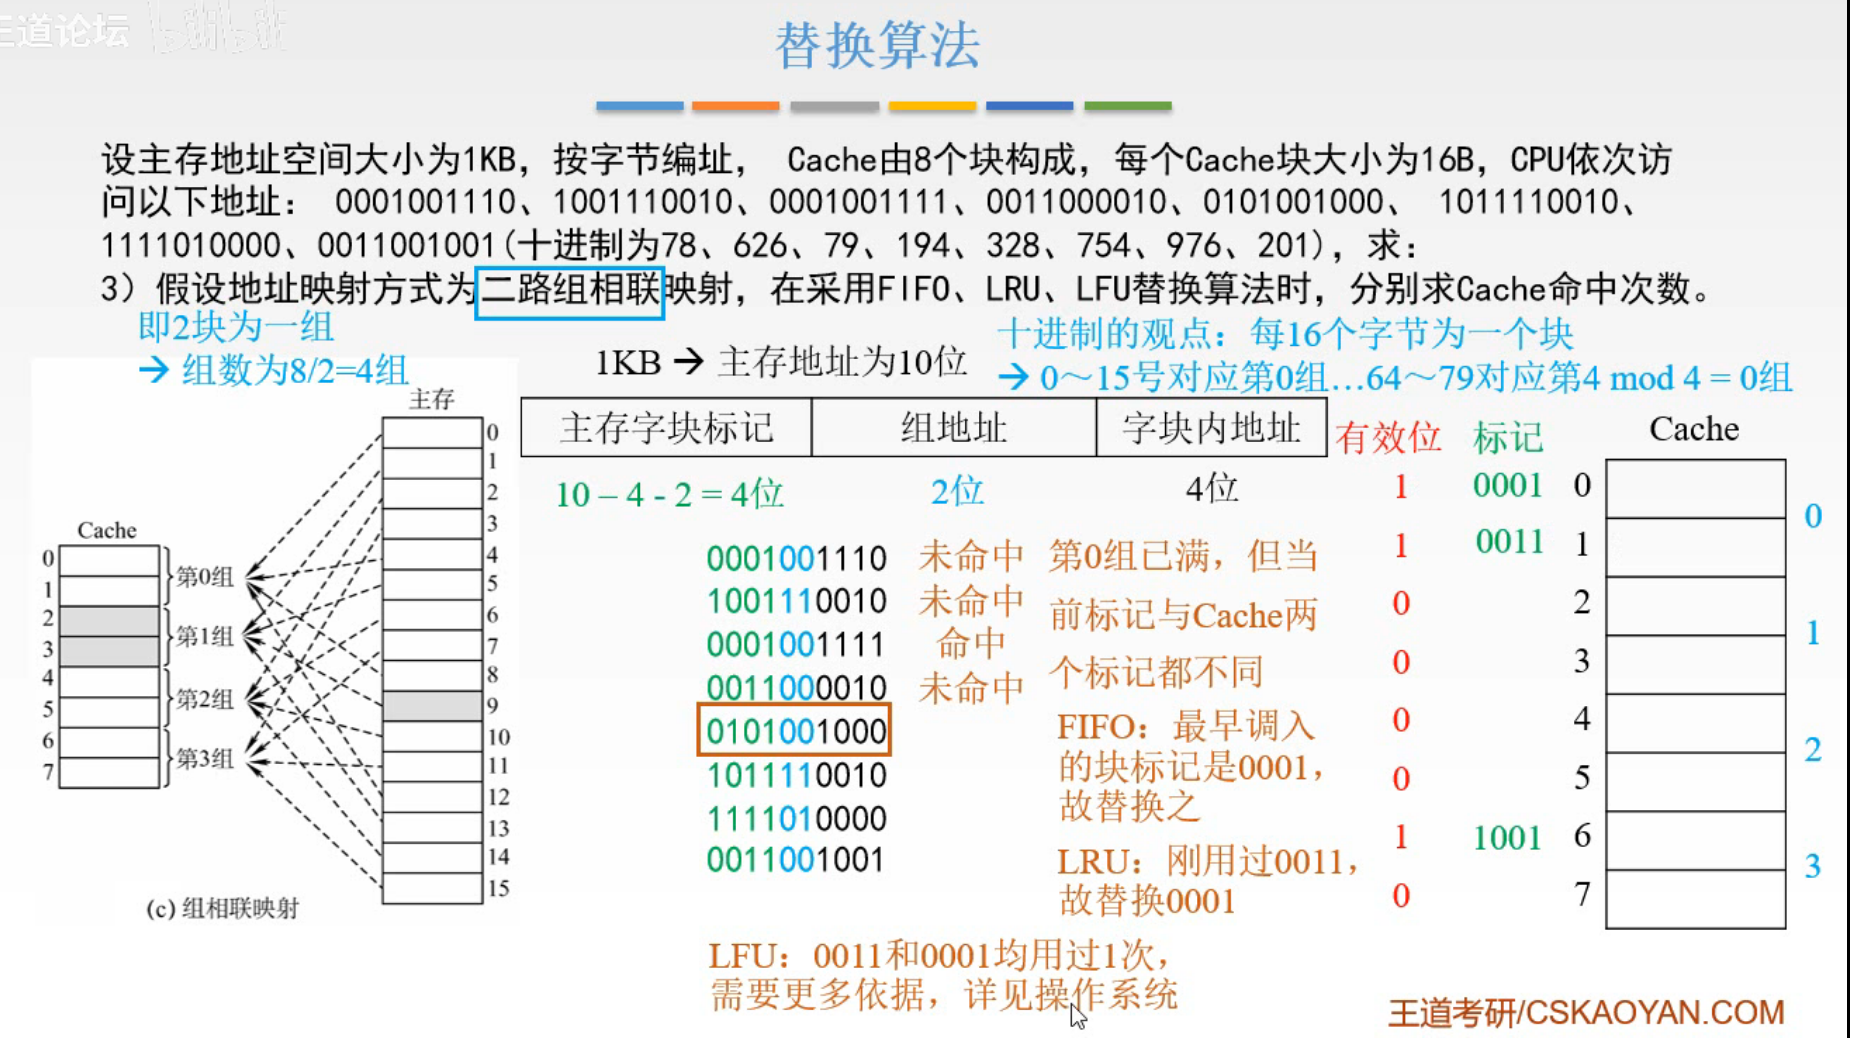 王道论坛 bilibili
替换算法
设主存地址空间大小为1KB，按字节编址， Cache由8个块构成，每个Cache块大小为16B，CPU依次访
问以下地址： 0001001110、1001110010、0001001111、0011000010、0101001000、 1011110010、
1111010000、0011001001(十进制为78、626、79、194、328、754、976、201)，求：
3）假设地址映射方式为二路组相联映射，在采用FIFO、LRU、LFU替换算法时，分别求Cache命中次数。
即2块为一组
→ 组数为8/2=4组
1KB → 主存地址为10位
十进制的观点：每16个字节为一个块
→ 0～15号对应第0组...64～79对应第4 mod 4 = 0组
主存字块标记 组地址 字块内地址
10 – 4 - 2 = 4位 2位 4位
主存
0
1
2
3
4
5
6
7
8
9
10
11
12
13
14
15
Cache
0
1
2
3
4
5
6
7
第0组
第1组
第2组
第3组
(c) 组相联映射
0001001110 未命中
1001110010 未命中
0001001111 命中
0011000010 未命中
0101001000
1011110010
1111010000
0011001001
第0组已满，但当
前标记与Cache两
个标记都不同
FIFO：最早调入
的块标记是0001，
故替换之
LRU：刚用过0011，
故替换0001
LFU：0011和0001均用过1次，
需要更多依据，详见操作系统
有效位 标记 Cache
1 0001 0
1 0011 1
0 2
0 3
0 4
0 5
1 1001 6
0 7
0
1
2
3
王道考研/CSKAOYAN.COM